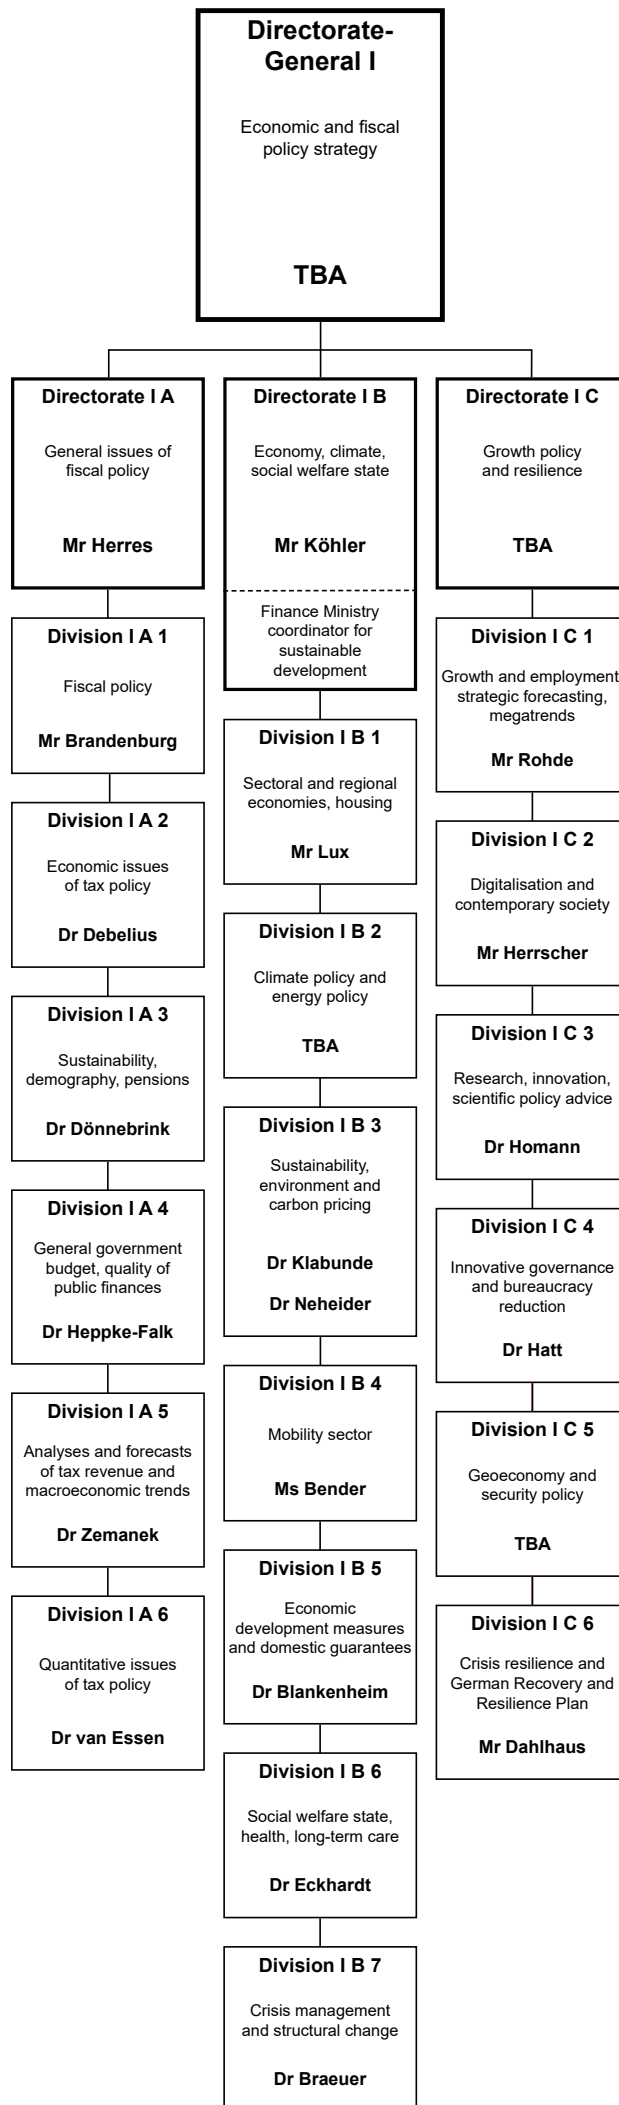 Directorate-
General I
Economic and fiscal
policy strategy
TBA
Directorate I A
General issues of
fiscal policy
Mr Herres
Division I A 1
Fiscal policy
Mr Brandenburg
Division I A 2
Economic issues
of tax policy
Dr Debelius
Division I A 3
Sustainability,
demography, pensions
Dr Dönnebrink
Division I A 4
General government
budget, quality of
public finances
Dr Heppke-Falk
Division I A 5
Analyses and forecasts
of tax revenue and
macroeconomic trends
Dr Zemanek
Division I A 6
Quantitative issues
of tax policy
Dr van Essen
Directorate I B
Economy, climate,
social welfare state
Mr Köhler
Finance Ministry
coordinator for
sustainable
development
Division I B 1
Sectoral and regional
economies, housing
Mr Lux
Division I B 2
Climate policy and
energy policy
TBA
Division I B 3
Sustainability,
environment and
carbon pricing
Dr Klabunde
Dr Neheider
Division I B 4
Mobility sector
Ms Bender
Division I B 5
Economic
development measures
and domestic guarantees
Dr Blankenheim
Division I B 6
Social welfare state,
health, long-term care
Dr Eckhardt
Division I B 7
Crisis management
and structural change
Dr Braeuer
Directorate I C
Growth policy
and resilience
TBA
Division I C 1
Growth and employment,
strategic forecasting,
megatrends
Mr Rohde
Division I C 2
Digitalisation and
contemporary society
Mr Herrscher
Division I C 3
Research, innovation,
scientific policy advice
Dr Homann
Division I C 4
Innovative governance
and bureaucracy
reduction
Dr Hatt
Division I C 5
Geoeconomy and
security policy
TBA
Division I C 6
Crisis resilience and
German Recovery and
Resilience Plan
Mr Dahlhaus